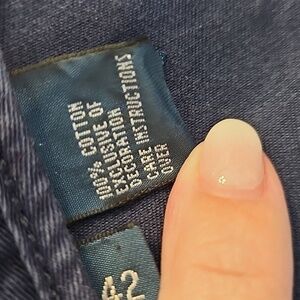 100% COTTON
EXCLUSIVE OF
DECORATION
CARE INSTRUCTIONS
OVER
42